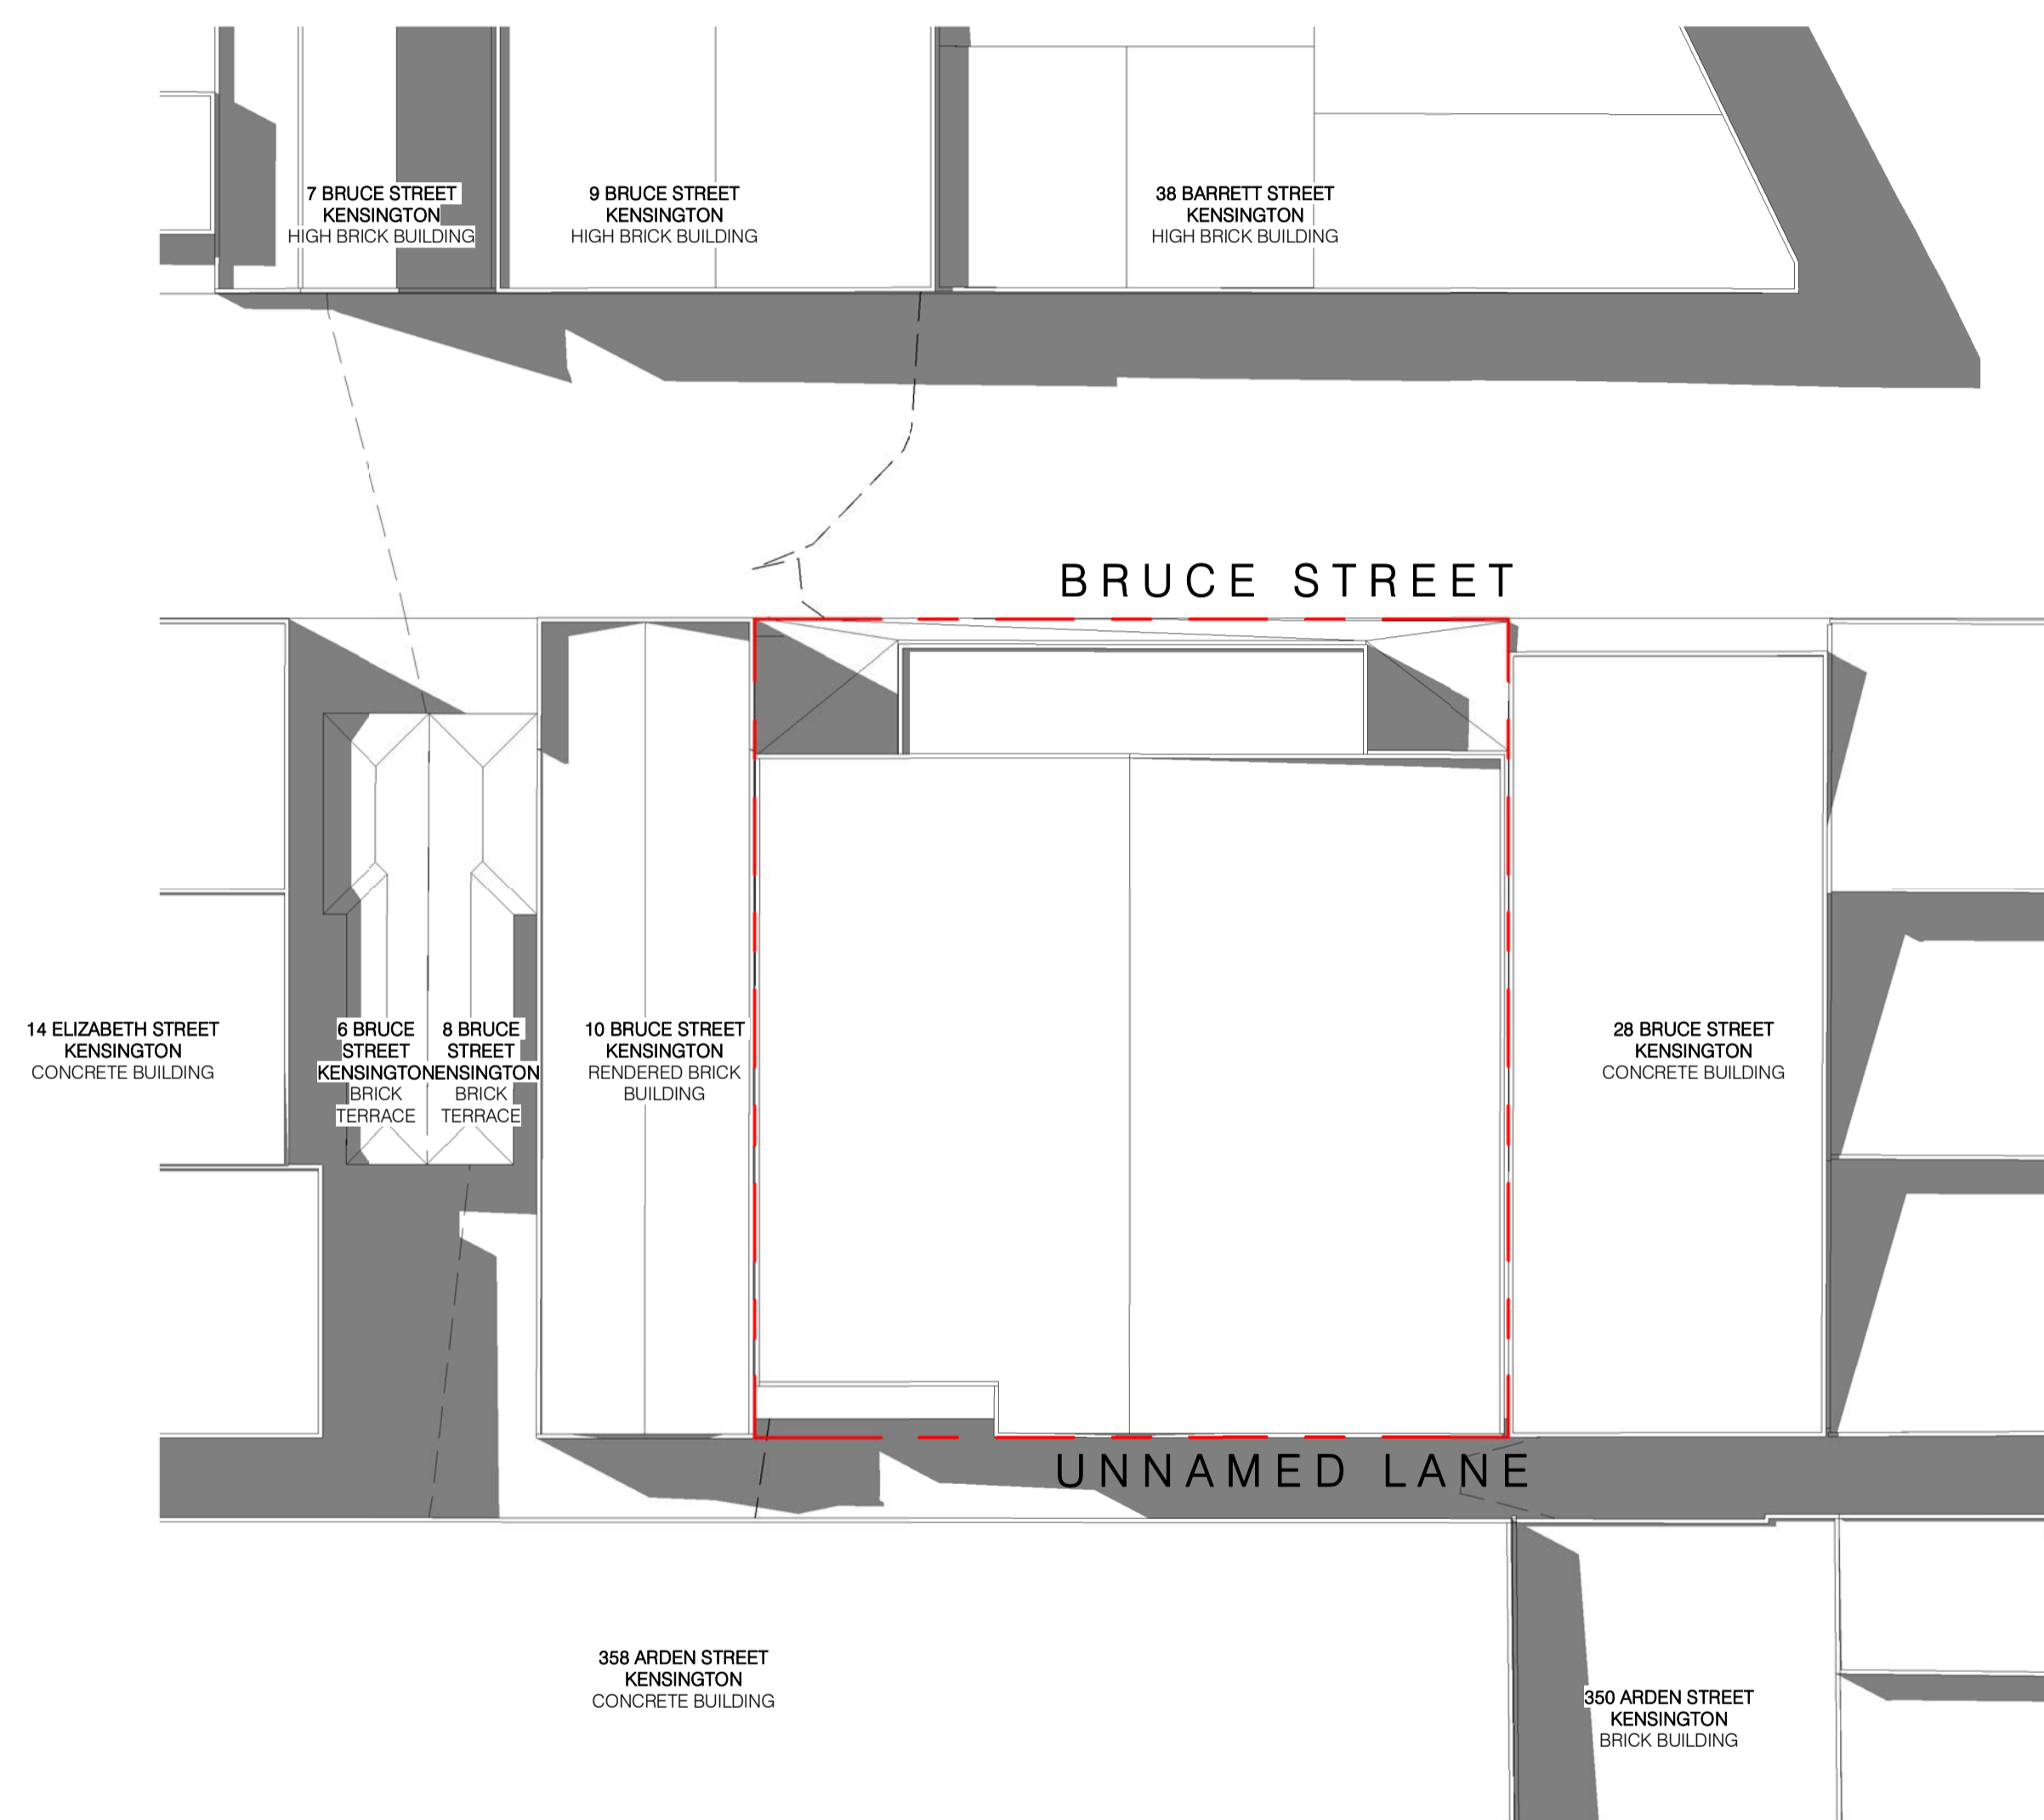 7 BRUCE STREET
KENSINGTON
HIGH BRICK BUILDING
9 BRUCE STREET
KENSINGTON
HIGH BRICK BUILDING
38 BARRETT STREET
KENSINGTON
HIGH BRICK BUILDING
BRUCE STREET
14 ELIZABETH STREET
KENSINGTON
CONCRETE BUILDING
6 BRUCE
STREET
KENSINGTON
BRICK
TERRACE
8 BRUCE
STREET
ENSINGTON
BRICK
TERRACE
10 BRUCE STREET
KENSINGTON
RENDERED BRICK
BUILDING
28 BRUCE STREET
KENSINGTON
CONCRETE BUILDING
UNNAMED LANE
358 ARDEN STREET
KENSINGTON
CONCRETE BUILDING
350 ARDEN STREET
KENSINGTON
BRICK BUILDING